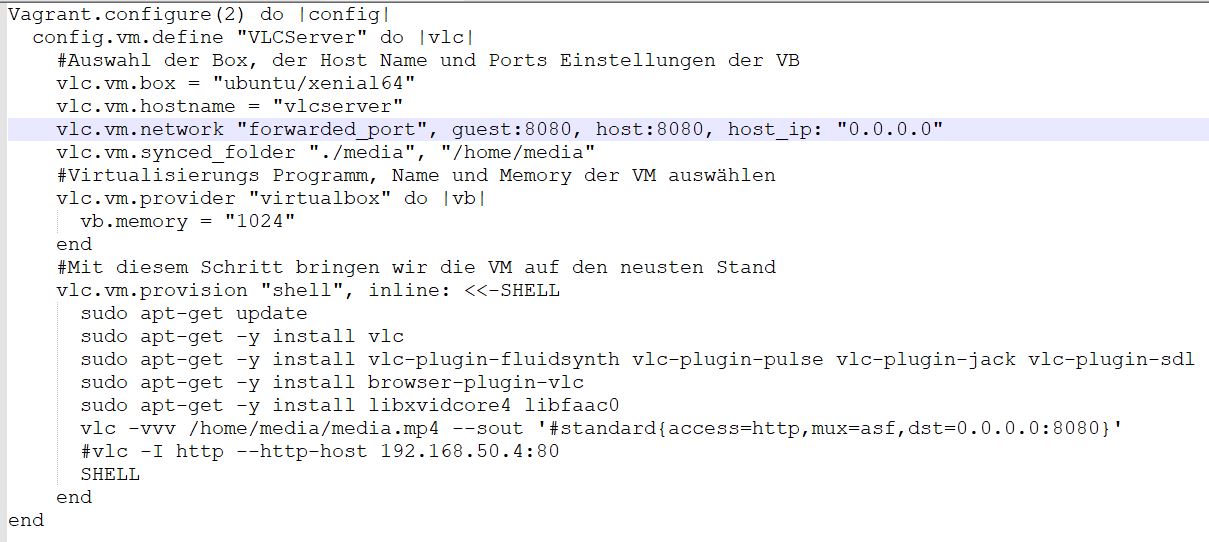 Vagrant.configure(2) do |config|
  config.vm.define "VLCServer" do |vlc|
    #Auswahl der Box, der Host Name und Ports Einstellungen der VB
    vlc.vm.box = "ubuntu/xenial64"
    vlc.vm.hostname = "vlcserver"
    vlc.vm.network "forwarded_port", guest:8080, host:8080, host_ip: "0.0.0.0"
    vlc.vm.synced_folder "./media", "/home/media"
    #Virtualisierungs Programm, Name und Memory der VM auswählen
    vlc.vm.provider "virtualbox" do |vb|
      vb.memory = "1024"
    end
    #Mit diesem Schritt bringen wir die VM auf den neusten Stand
    vlc.vm.provision "shell", inline: <<-SHELL
      sudo apt-get update
      sudo apt-get -y install vlc
      sudo apt-get -y install vlc-plugin-fluidsynth vlc-plugin-pulse vlc-plugin-jack vlc-plugin-sdl
      sudo apt-get -y install browser-plugin-vlc
      sudo apt-get -y install libxvidcore4 libfaac0
      vlc -vvv /home/media/media.mp4 --sout '#standard{access=http,mux=asf,dst=0.0.0.0:8080}'
      #vlc -I http --http-host 192.168.50.4:80
      SHELL
    end
end